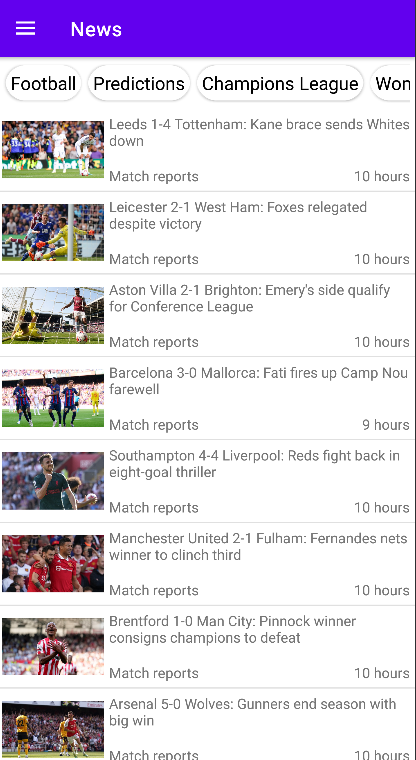 News
Football Predictions Champions League Won
Leeds 1-4 Tottenham: Kane brace sends Whites
down
Match reports 10 hours
Leicester 2-1 West Ham: Foxes relegated
despite victory
Match reports 10 hours
Aston Villa 2-1 Brighton: Emery's side qualify
for Conference League
Match reports 10 hours
Barcelona 3-0 Mallorca: Fati fires up Camp Nou
farewell
Match reports 9 hours
Southampton 4-4 Liverpool: Reds fight back in
eight-goal thriller
Match reports 10 hours
Manchester United 2-1 Fulham: Fernandes nets
winner to clinch third
Match reports 10 hours
Brentford 1-0 Man City: Pinnock winner
consigns champions to defeat
Match reports 10 hours
Arsenal 5-0 Wolves: Gunners end season with
big win
Match reports 10 hours